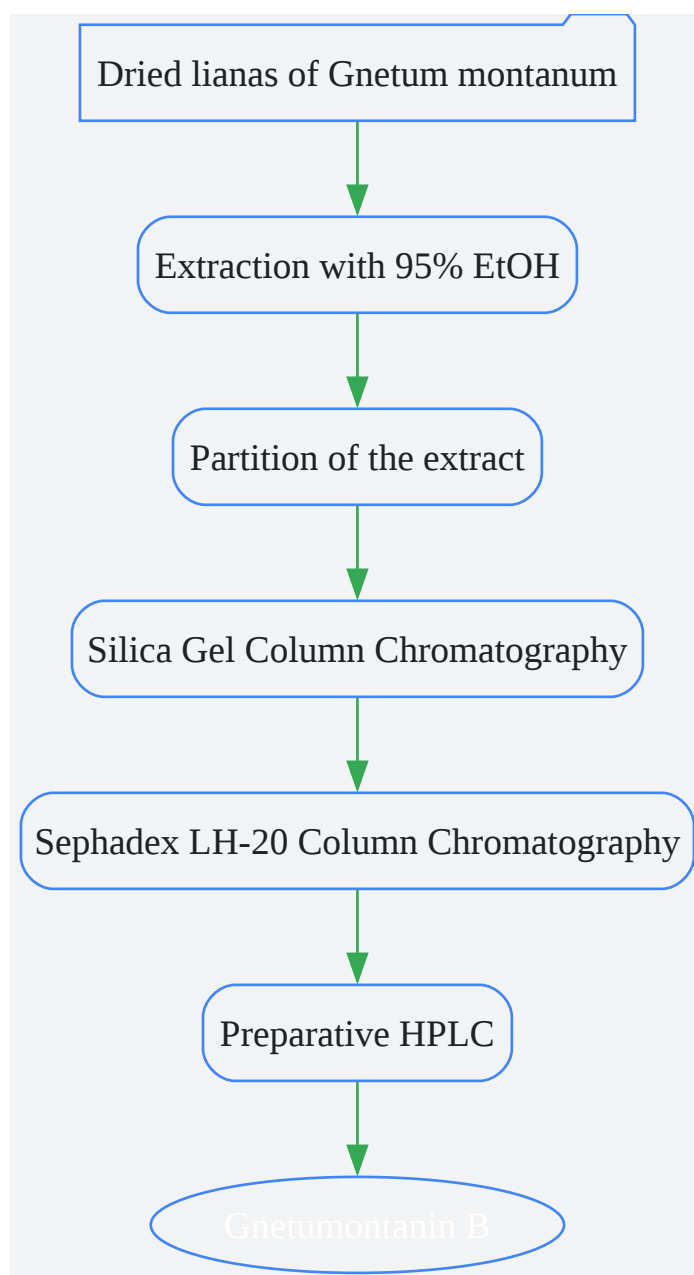 Dried lianas of Gnetum montanum
Extraction with 95% EtOH
Partition of the extract
Silica Gel Column Chromatography
Sephadex LH-20 Column Chromatography
Preparative HPLC
Gnetumontanin B